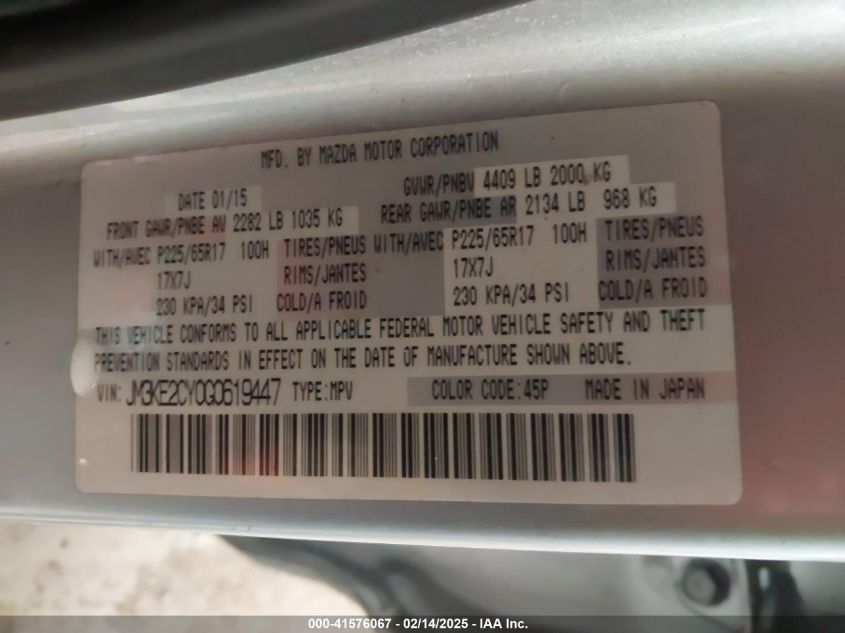 MFD. BY MAZDA MOTOR CORPORATION
DATE 01/15 GVWR/PNBV 4409 LB 2000 KG
FRONT GAWR/PNBE AV 2282 LB 1035 KG REAR GAWR/PNBE AR 2134 LB 968 KG
WITH/AVEC P225/65R17 100H TIRES/PNEUS WITH/AVEC P225/65R17 100H TIRES/PNEUS
17X7J RIMS/JANTES 17X7J RIMS/JANTES
230 KPA/34 PSI COLD/A FROID 230 KPA/34 PSI COLD/A FROID
THIS VEHICLE CONFORMS TO ALL APPLICABLE FEDERAL MOTOR VEHICLE SAFETY AND THEFT
PREVENTION STANDARDS IN EFFECT ON THE DATE OF MANUFACTURE SHOWN ABOVE.
VIN: JM3KE2CY0G0619447 TYPE:MPV COLOR CODE:45P MADE IN JAPAN
000-41576067 - 02/14/2025 - IAA Inc.